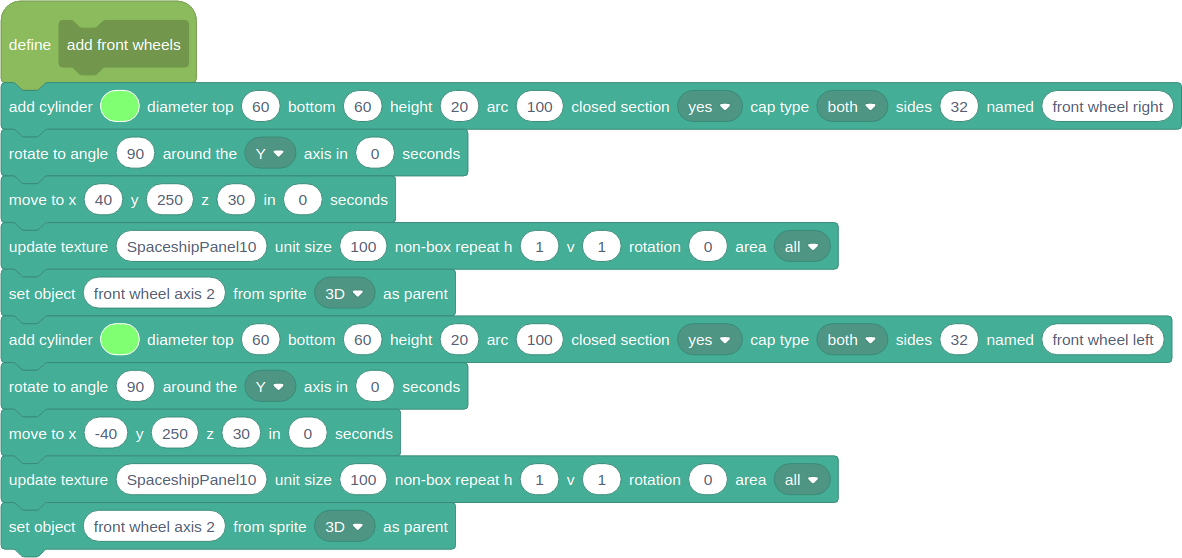 define add front wheels
add cylinder diameter top 60 bottom 60 height 20 arc 100 closed section yes cap type both sides 32 named front wheel right
rotate to angle 90 around the Y axis in 0 seconds
move to x 40 y 250 z 30 in 0 seconds
update texture SpaceshipPanel10 unit size 100 non-box repeat h 1 v 1 rotation 0 area all
set object front wheel axis 2 from sprite 3D as parent
add cylinder diameter top 60 bottom 60 height 20 arc 100 closed section yes cap type both sides 32 named front wheel left
rotate to angle 90 around the Y axis in 0 seconds
move to x -40 y 250 z 30 in 0 seconds
update texture SpaceshipPanel10 unit size 100 non-box repeat h 1 v 1 rotation 0 area all
set object front wheel axis 2 from sprite 3D as parent